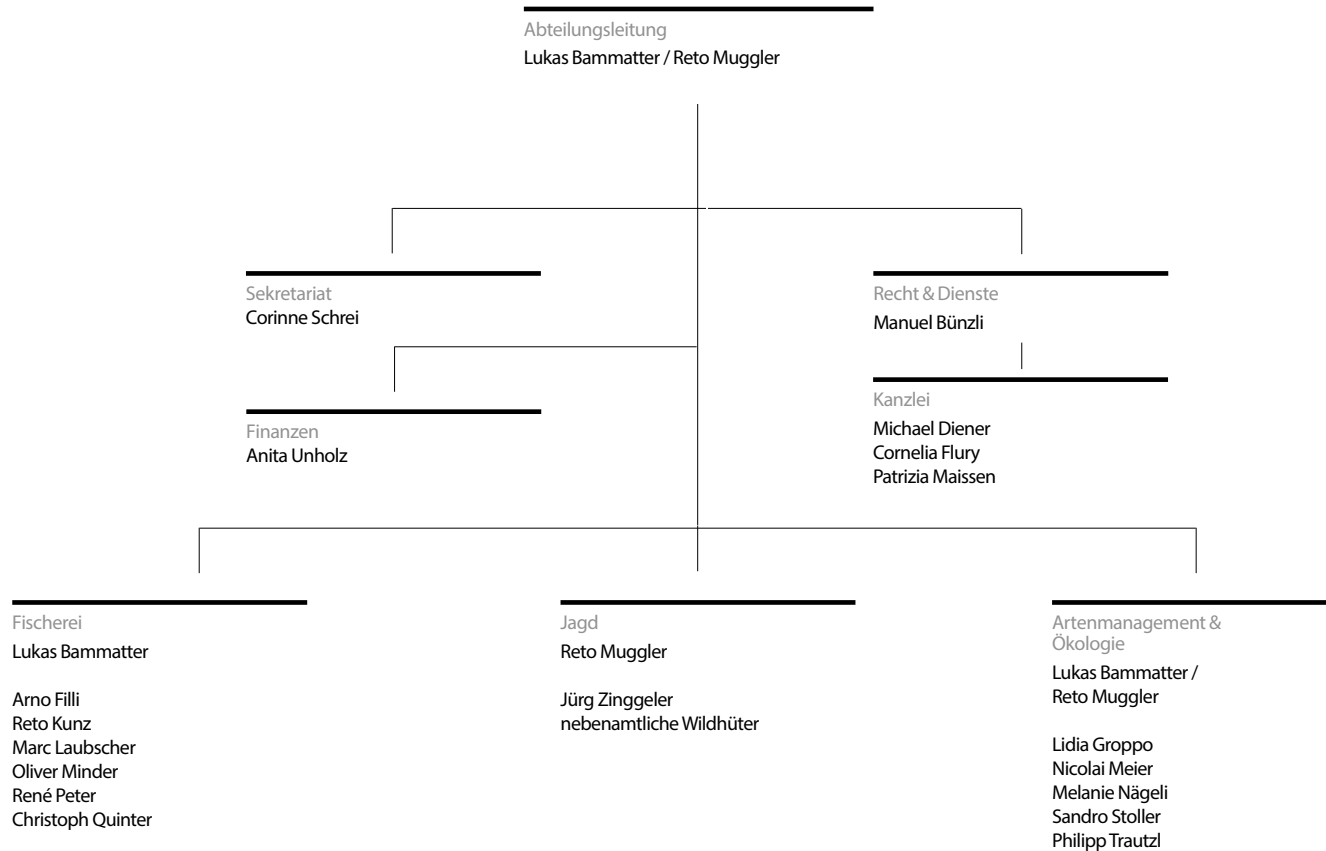 Abteilungsleitung
Lukas Bammatter / Reto Muggler
Sekretariat
Corinne Schrei
Recht & Dienste
Manuel Bünzli
Finanzen
Anita Unholz
Kanzlei
Michael Diener
Cornelia Flury
Patrizia Maissen
Fischerei
Lukas Bammatter
Arno Filli
Reto Kunz
Marc Laubscher
Oliver Minder
René Peter
Christoph Quinter
Jagd
Reto Muggler
Jürg Zinggeler
nebenamtliche Wildhüter
Artenmanagement &
Ökologie
Lukas Bammatter /
Reto Muggler
Lidia Groppo
Nicolai Meier
Melanie Nägeli
Sandro Stoller
Philipp Trautzl